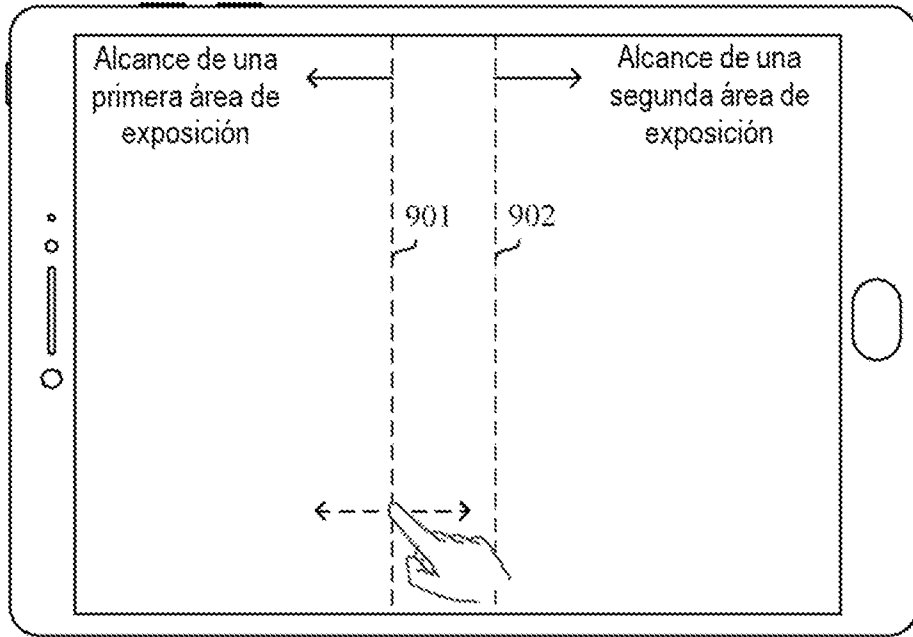 Alcance de una
primera área de
exposición
Alcance de una
segunda área de
exposición
901
902